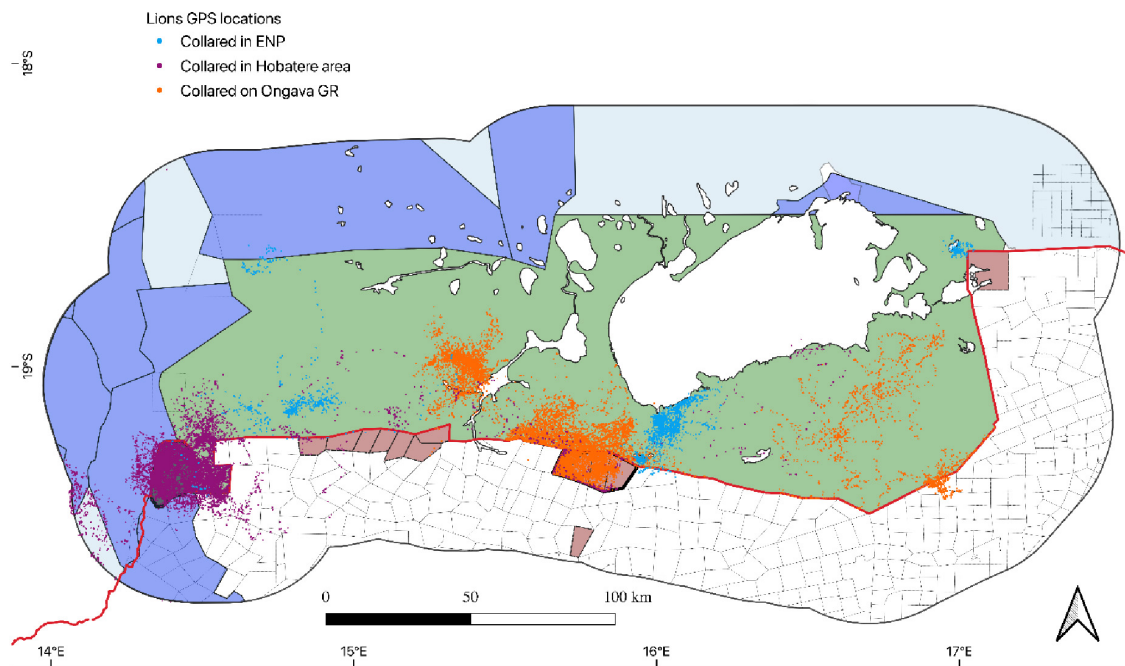 Lions GPS locations
Collared in ENP
Collared in Hobatere area
Collared on Ongava GR
18°S
19°S
0 50 100 km
14°E 15°E 16°E 17°E